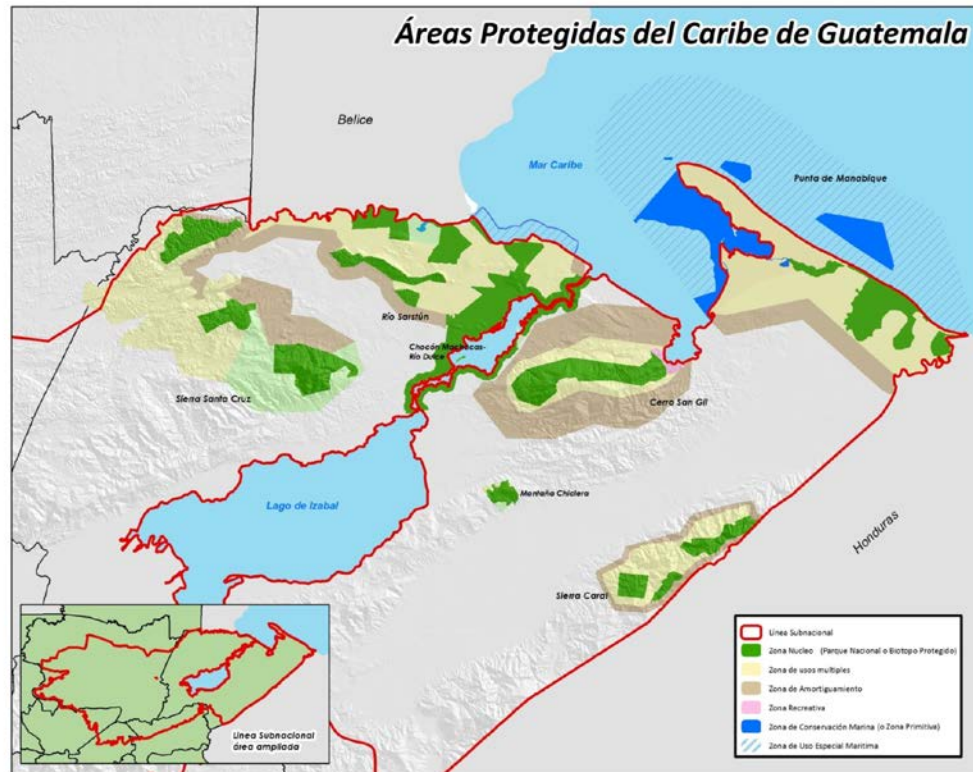 Áreas Protegidas del Caribe de Guatemala
Belice
Mar Caribe
Punta de Manabique
Río Sarstún
Chocón Machacas-
Río Dulce
Sierra Santa Cruz
Cerro San Gil
Lago de Izabal
Montaña Chiclera
Honduras
Sierra Caral
Línea Subnacional
área ampliada
Línea Subnacional
Zona Nucleo (Parque Nacional o Biotopo Protegido)
Zona de usos multiples
Zona de Amortiguamiento
Zona Recreativa
Zona de Conservación Marina (o Zona Primitiva)
Zona de Uso Especial Maritima